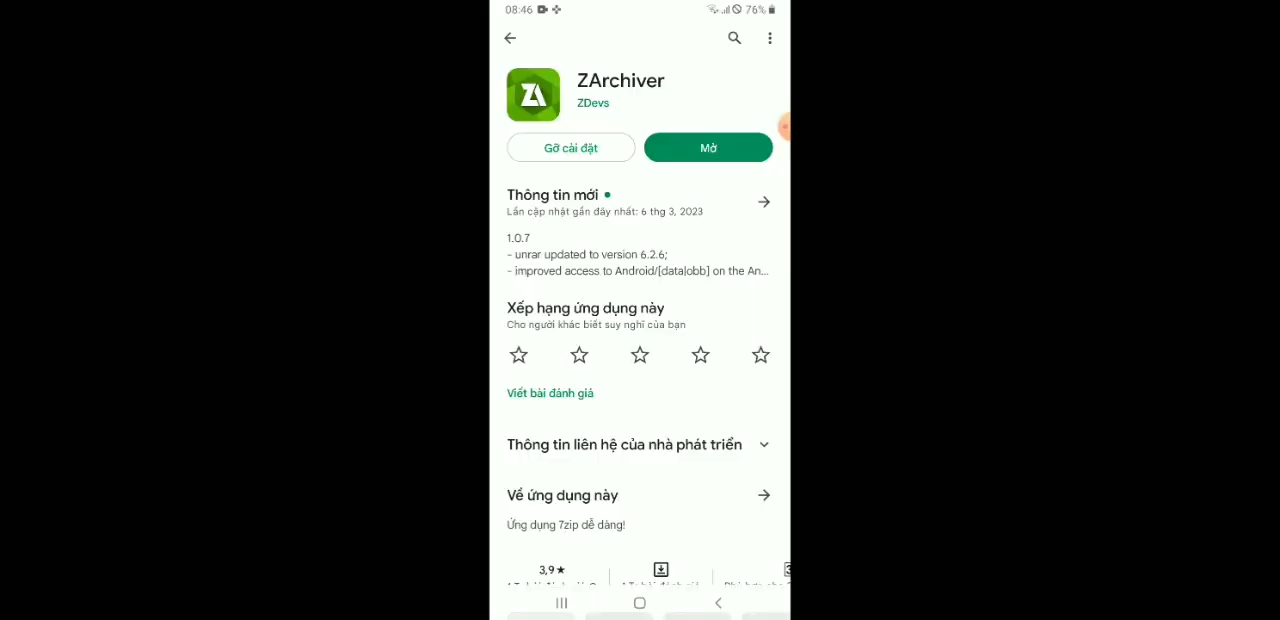 08:46 76%
ZArchiver
ZDevs
Gỡ cài đặt
Mở
Thông tin mới
Lần cập nhật gần đây nhất: 6 thg 3, 2023
1.0.7
- unrar updated to version 6.2.6;
- improved access to Android/[data|obb] on the An...
Xếp hạng ứng dụng này
Cho người khác biết suy nghĩ của bạn
Viết bài đánh giá
Thông tin liên hệ của nhà phát triển
Về ứng dụng này
Ứng dụng 7zip dễ dàng!
3,9★